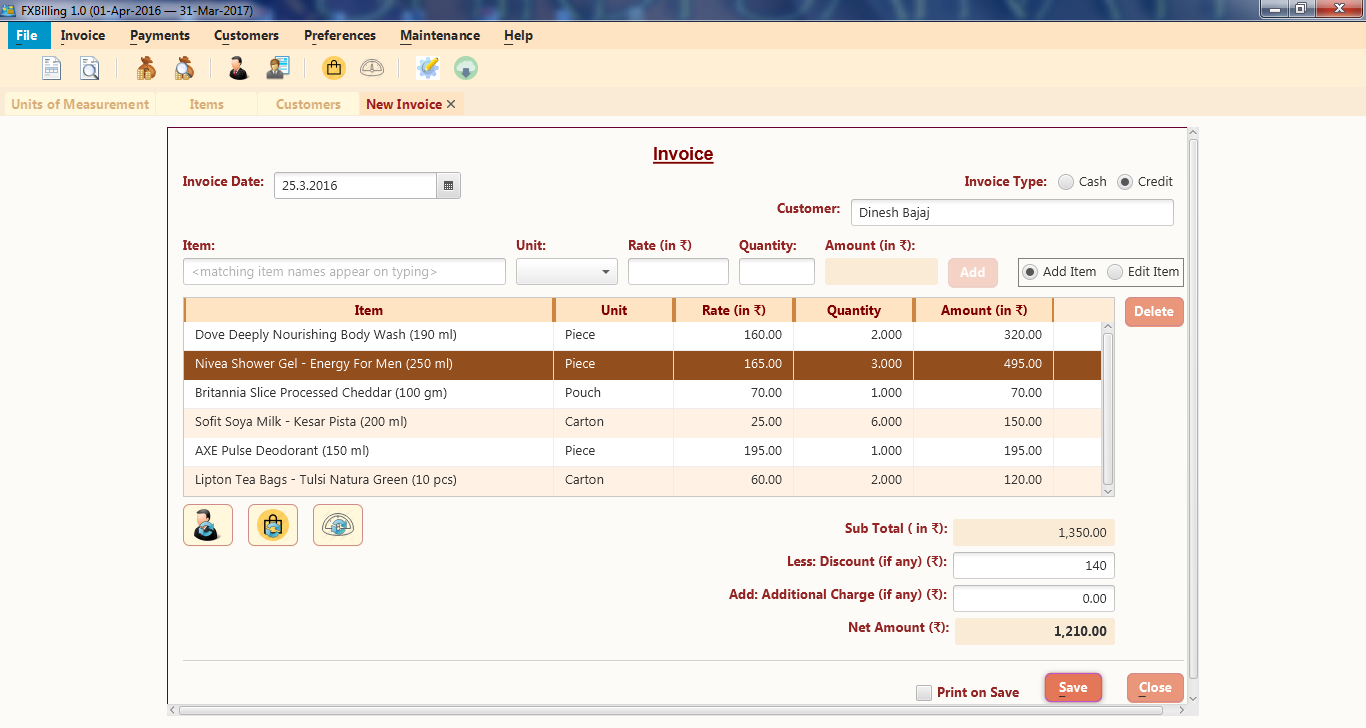 FXBilling 1.0 (01-Apr-2016 — 31-Mar-2017)
File Invoice Payments Customers Preferences Maintenance Help
Units of Measurement Items Customers New Invoice
Invoice
Invoice Date: 25.3.2016 Invoice Type: Cash Credit
Customer: Dinesh Bajaj
Item: Unit: Rate (in ₹) Quantity: Amount (in ₹):
<matching item names appear on typing> Add Add Item Edit Item
Item Unit Rate (in ₹) Quantity Amount (in ₹) Delete
Dove Deeply Nourishing Body Wash (190 ml) Piece 160.00 2.000 320.00
Nivea Shower Gel - Energy For Men (250 ml) Piece 165.00 3.000 495.00
Britannia Slice Processed Cheddar (100 gm) Pouch 70.00 1.000 70.00
Sofit Soya Milk - Kesar Pista (200 ml) Carton 25.00 6.000 150.00
AXE Pulse Deodorant (150 ml) Piece 195.00 1.000 195.00
Lipton Tea Bags - Tulsi Natura Green (10 pcs) Carton 60.00 2.000 120.00
Sub Total ( in ₹): 1,350.00
Less: Discount (if any) (₹): 140
Add: Additional Charge (if any) (₹): 0.00
Net Amount (₹): 1,210.00
Print on Save Save Close